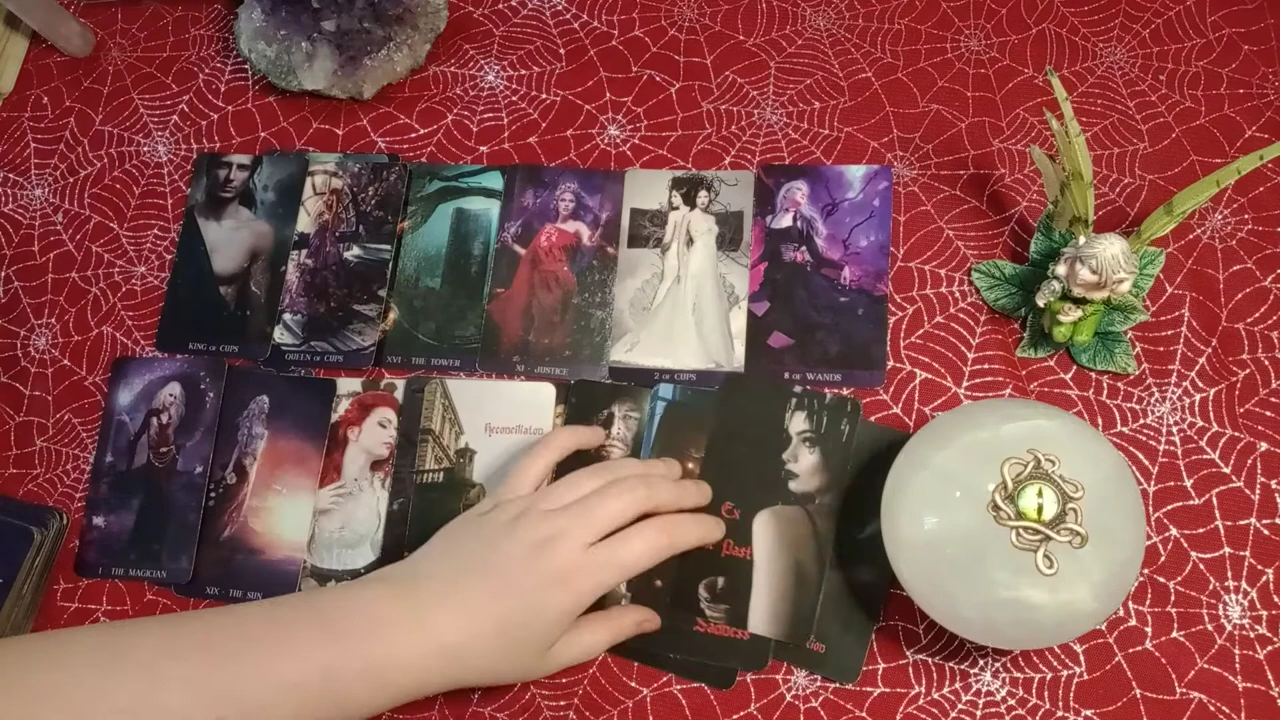 KING OF CUPS
QUEEN OF CUPS
XVI - THE TOWER
XI - JUSTICE
2 OF CUPS
8 OF WANDS
I - THE MAGICIAN
XIX - THE SUN
Reconciliation
Ex
Past
Sadness